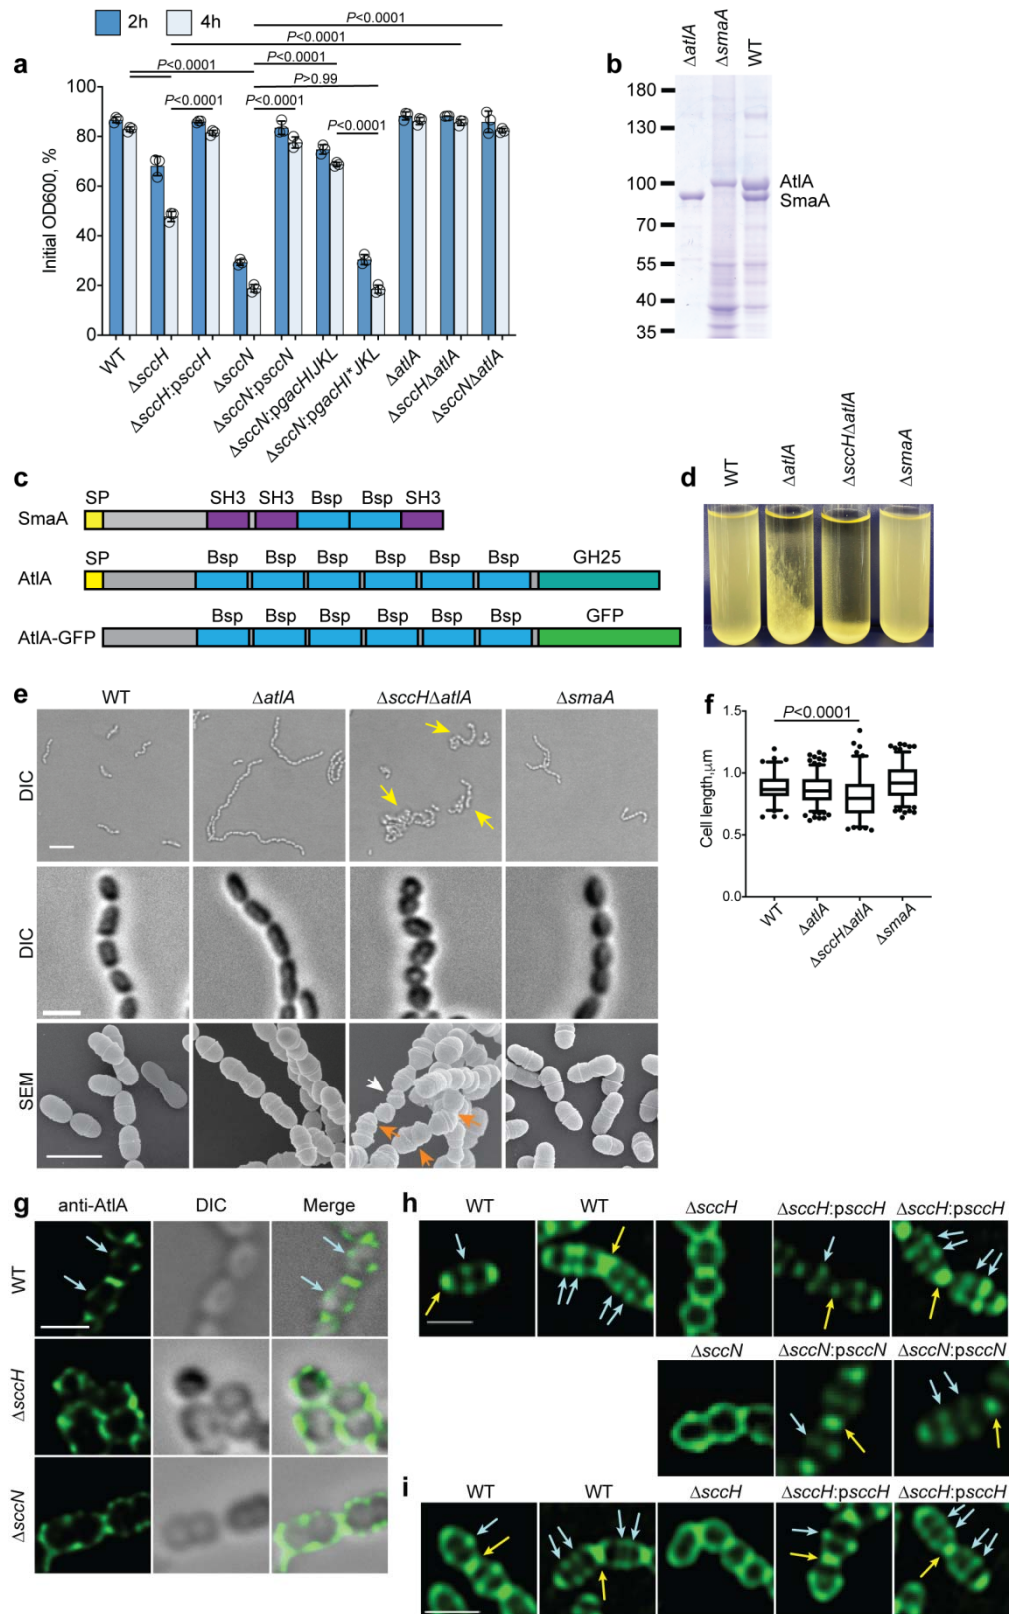 2h 4h
P<0.0001
P<0.0001
P<0.0001 P<0.0001
P>0.99
P<0.0001 P<0.0001 P<0.0001
a
Initial OD600, %
100
80
60
40
20
0
WT
ΔsccH
ΔsccH:psccH
ΔsccN
ΔsccN:psccN
ΔsccN:pgacHIJKL
ΔsccN:pgacHI*JKL
ΔatlA
ΔsccHΔatlA
ΔsccNΔatlA
b
ΔatlA ΔsmaA WT
180
130
100
70
55
40
35
AtlA
SmaA
c
SP SH3 SH3 Bsp Bsp SH3
SmaA
SP Bsp Bsp Bsp Bsp Bsp Bsp GH25
AtlA
Bsp Bsp Bsp Bsp Bsp Bsp GFP
AtlA-GFP
d
WT ΔatlA ΔsccHΔatlA ΔsmaA
e
WT ΔatlA ΔsccHΔatlA ΔsmaA
DIC
DIC
SEM
f
P<0.0001
Cell length,μm
1.5
1.0
0.5
0.0
WT
ΔatlA
ΔsccHΔatlA
ΔsmaA
g
anti-AtlA DIC Merge
WT
ΔsccH
ΔsccN
h
WT WT ΔsccH ΔsccH:psccH ΔsccH:psccH
ΔsccN ΔsccN:psccN ΔsccN:psccN
i
WT WT ΔsccH ΔsccH:psccH ΔsccH:psccH